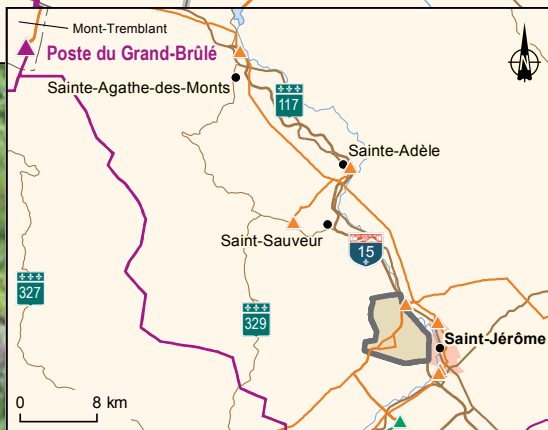 Mont-Tremblant
Poste du Grand-Brûlé
Sainte-Agathe-des-Monts
117
Sainte-Adèle
Saint-Sauveur
15
327
329
Saint-Jérôme
0 8 km
N